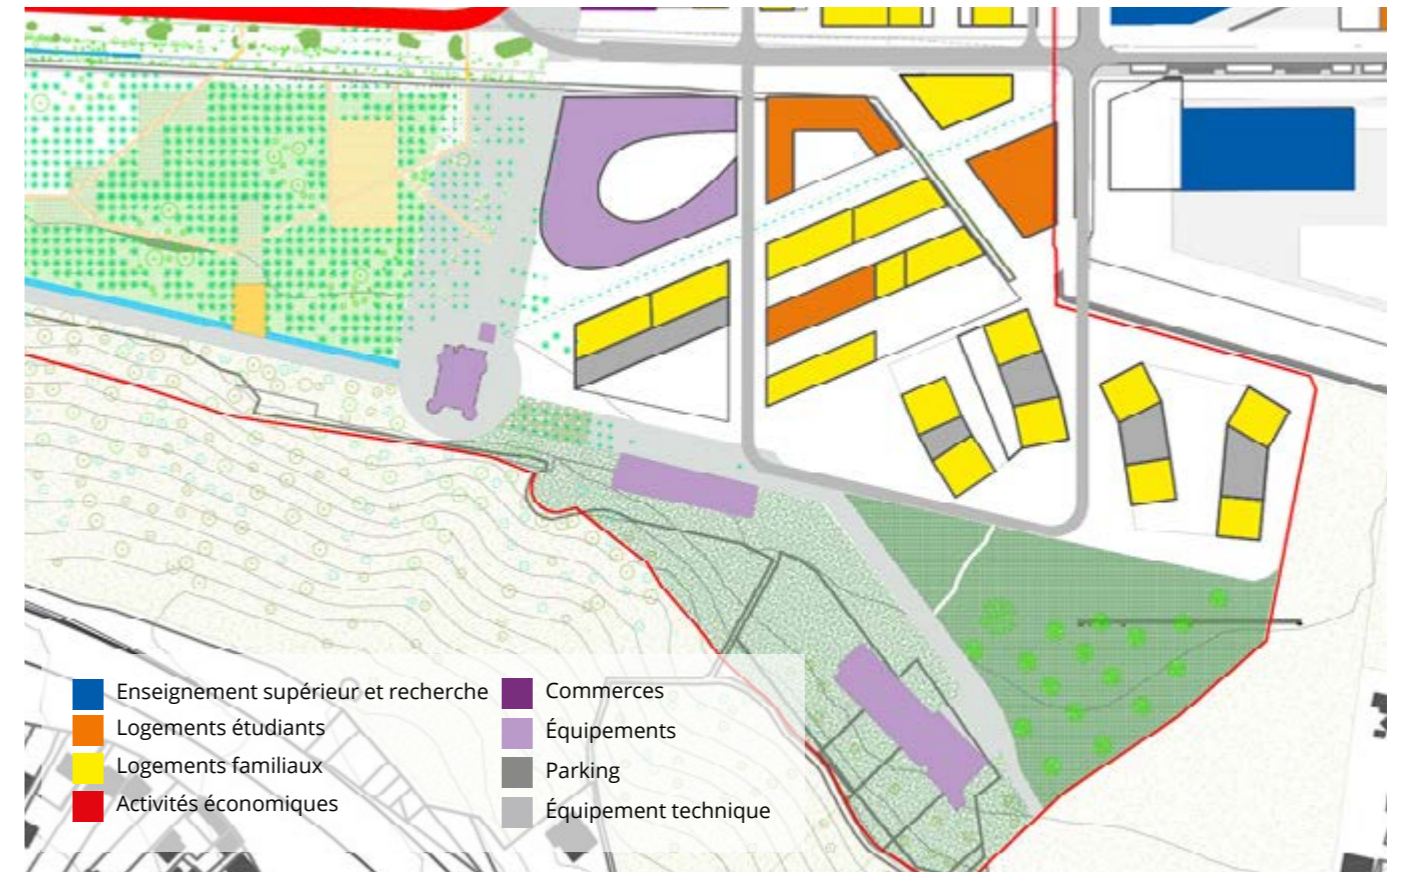 Enseignement supérieur et recherche
Logements étudiants
Logements familiaux
Activités économiques
Commerces
Équipements
Parking
Équipement technique